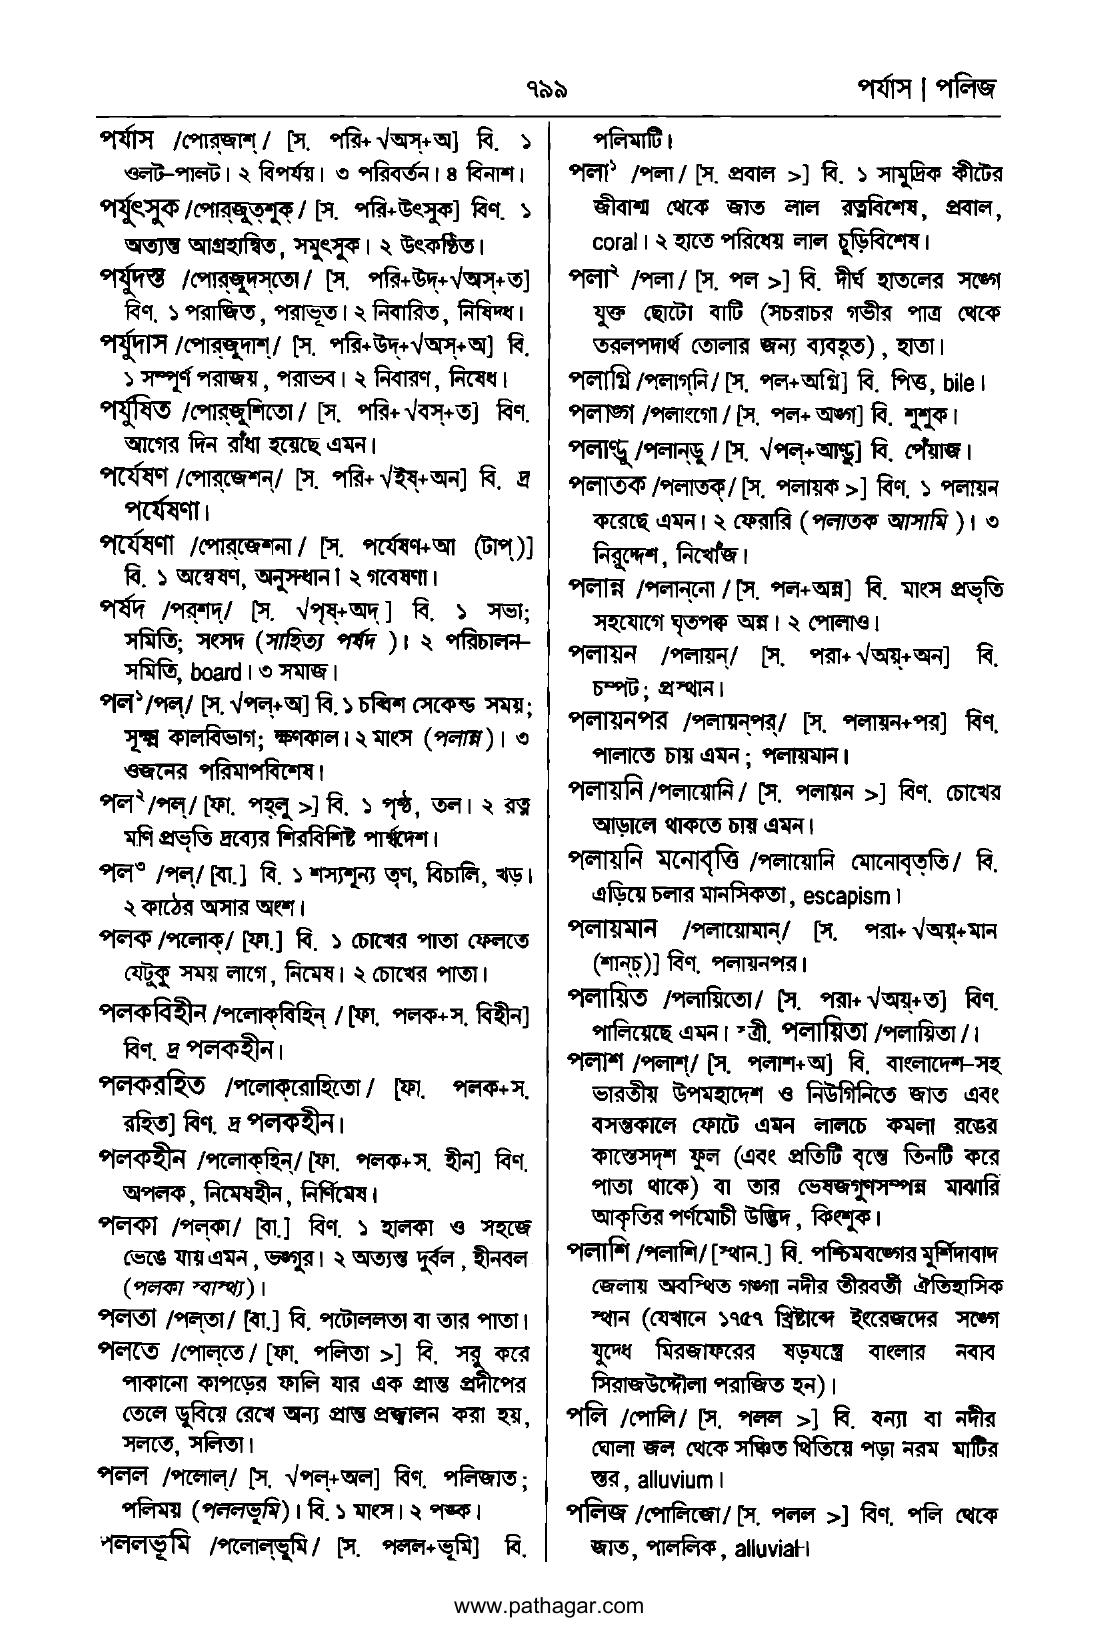 ৭৯৯
পর্যাস | পলিজ
পর্যাস /পোর্‌জাশ্‌/ [স. পরি+√অস্‌+অ] বি. ১
ওলট-পালট। ২ বিপর্যয়। ৩ পরিবর্তন। ৪ বিনাশ।
পর্যুৎসুক /পোর্‌জুত্‌শুক্‌/ [স. পরি+উৎসুক] বিণ. ১
অত্যন্ত আগ্রহান্বিত, সমুৎসুক। ২ উৎকণ্ঠিত।
পর্যুদস্ত /পোর্‌জুদস্‌তো/ [স. পরি+উদ্‌+√অস্‌+ত]
বিণ. ১ পরাজিত, পরাভূত। ২ নিবারিত, নিষিদ্ধ।
পর্যুদাস /পোর্‌জুদাশ্‌/ [স. পরি+উদ্‌+√অস্‌+অ] বি.
১ সম্পূর্ণ পরাজয়, পরাভব। ২ নিবারণ, নিষেধ।
পর্যুষিত /পোর্‌জুশিতো/ [স. পরি+√বস্‌+ত] বিণ.
আগের দিন রাঁধা হয়েছে এমন।
পর্যেষণ /পোর্‌জেশন্‌/ [স. পরি+√ইষ্‌+অন] বি. দ্র
পর্যেষণা।
পর্যেষণা /পোর্‌জেশনা/ [স. পর্যেষণ+আ (টাপ্‌)]
বি. ১ অন্বেষণ, অনুসন্ধান। ২ গবেষণা।
পর্ষদ /পর্‌শদ্‌/ [স. √পৃষ্‌+অদ্‌] বি. ১ সভা;
সমিতি; সংসদ (সাহিত্য পর্ষদ)। ২ পরিচালন-
সমিতি, board। ৩ সমাজ।
পল১ /পল্‌/ [স. √পল্‌+অ] বি. ১ চব্বিশ সেকেন্ড সময়;
সূক্ষ্ম কালবিভাগ; ক্ষণকাল। ২ মাংস (পলান্ন)। ৩
ওজনের পরিমাপবিশেষ।
পল২ /পল্‌/ [ফা. পহ্‌লু >] বি. ১ পৃষ্ঠ, তল। ২ রত্ন
মণি প্রভৃতি দ্রব্যের শিরবিশিষ্ট পার্শ্বদেশ।
পল৩ /পল্‌/ [বা.] বি. ১ শস্যশূন্য তৃণ, বিচালি, খড়।
২ কাঠের অসার অংশ।
পলক /পলোক্‌/ [ফা.] বি. ১ চোখের পাতা ফেলতে
যেটুকু সময় লাগে, নিমেষ। ২ চোখের পাতা।
পলকবিহীন /পলোক্‌বিহিন্‌/ [ফা. পলক+স. বিহীন]
বিণ. দ্র পলকহীন।
পলকরহিত /পলোক্‌রোহিতো/ [ফা. পলক+স.
রহিত] বিণ. দ্র পলকহীন।
পলকহীন /পলোক্‌হিন্‌/ [ফা. পলক+স. হীন] বিণ.
অপলক, নিমেষহীন, নির্ণিমেষ।
পলকা /পল্‌কা/ [বা.] বিণ. ১ হালকা ও সহজে
ভেঙে যায় এমন, ভঙ্গুর। ২ অত্যন্ত দুর্বল, হীনবল
(পলকা স্বাস্থ্য)।
পলতা /পল্‌তা/ [বা.] বি. পটোললতা বা তার পাতা।
পলতে /পোল্‌তে/ [ফা. পলিতা >] বি. সরু করে
পাকানো কাপড়ের ফালি যার এক প্রান্ত প্রদীপের
তেলে ডুবিয়ে রেখে অন্য প্রান্ত প্রজ্বালন করা হয়,
সলতে, সলিতা।
পলল /পলোল্‌/ [স. √পল্‌+অল] বিণ. পলিজাত;
পলিময় (পললভূমি)। বি. ১ মাংস। ২ পঙ্ক।
পললভূমি /পলোল্‌ভুমি/ [স. পলল+ভূমি] বি.
পলিমাটি।
পলা১ /পলা/ [স. প্রবাল >] বি. ১ সামুদ্রিক কীটের
জীবাশ্ম থেকে জাত লাল রত্নবিশেষ, প্রবাল,
coral। ২ হাতে পরিধেয় লাল চুড়িবিশেষ।
পলা২ /পলা/ [স. পল >] বি. দীর্ঘ হাতলের সঙ্গে
যুক্ত ছোটো বাটি (সচরাচর গভীর পাত্র থেকে
তরলপদার্থ তোলার জন্য ব্যবহৃত), হাতা।
পলাগ্নি /পলাগ্‌নি/ [স. পল+অগ্নি] বি. পিত্ত, bile।
পলাঙ্গ /পলাংগো/ [স. পল+অঙ্গ] বি. শূশুক।
পলাণ্ডু /পলান্‌ডু/ [স. √পল্‌+আণ্ডু] বি. পেঁয়াজ।
পলাতক /পলাতক্‌/ [স. পলায়ক >] বিণ. ১ পলায়ন
করেছে এমন। ২ ফেরারি (পলাতক আসামি)। ৩
নিরুদ্দেশ, নিখোঁজ।
পলান্ন /পলান্‌নো/ [স. পল+অন্ন] বি. মাংস প্রভৃতি
সহযোগে ঘৃতপক্ব অন্ন। ২ পোলাও।
পলায়ন /পলায়ন্‌/ [স. পরা+√অয়্‌+অন] বি.
চম্পট; প্রস্থান।
পলায়নপর /পলায়ন্‌পর্‌/ [স. পলায়ন+পর] বিণ.
পালাতে চায় এমন; পলায়মান।
পলায়নি /পলায়োনি/ [স. পলায়ন >] বিণ. চোখের
আড়ালে থাকতে চায় এমন।
পলায়নি মনোবৃত্তি /পলায়োনি মোনোবৃত্‌তি/ বি.
এড়িয়ে চলার মানসিকতা, escapism।
পলায়মান /পলায়োমান্‌/ [স. পরা+√অয়্‌+মান
(শান্‌চ্‌)] বিণ. পলায়নপর।
পলায়িত /পলায়িতো/ [স. পরা+√অয়্‌+ত] বিণ.
পালিয়েছে এমন। স্ত্রী. পলায়িতা /পলায়িতা/।
পলাশ /পলাশ্‌/ [স. পলাশ+অ] বি. বাংলাদেশ-সহ
ভারতীয় উপমহাদেশ ও নিউগিনিতে জাত এবং
বসন্তকালে ফোটে এমন লালচে কমলা রঙের
কাস্তেসদৃশ ফুল (এবং প্রতিটি বৃন্তে তিনটি করে
পাতা থাকে) বা তার ভেষজগুণসম্পন্ন মাঝারি
আকৃতির পর্ণমোচী উদ্ভিদ, কিংশুক।
পলাশি /পলাশি/ [স্থান.] বি. পশ্চিমবঙ্গের মুর্শিদাবাদ
জেলায় অবস্থিত গঙ্গা নদীর তীরবর্তী ঐতিহাসিক
স্থান (যেখানে ১৭৫৭ খ্রিষ্টাব্দে ইংরেজদের সঙ্গে
যুদ্ধে মিরজাফরের ষড়যন্ত্রে বাংলার নবাব
সিরাজউদ্দৌলা পরাজিত হন)।
পলি /পোলি/ [স. পলল >] বি. বন্যা বা নদীর
ঘোলা জল থেকে সঞ্চিত থিতিয়ে পড়া নরম মাটির
স্তর, alluvium।
পলিজ /পোলিজো/ [স. পলল >] বিণ. পলি থেকে
জাত, পাললিক, alluvial।
www.pathagar.com